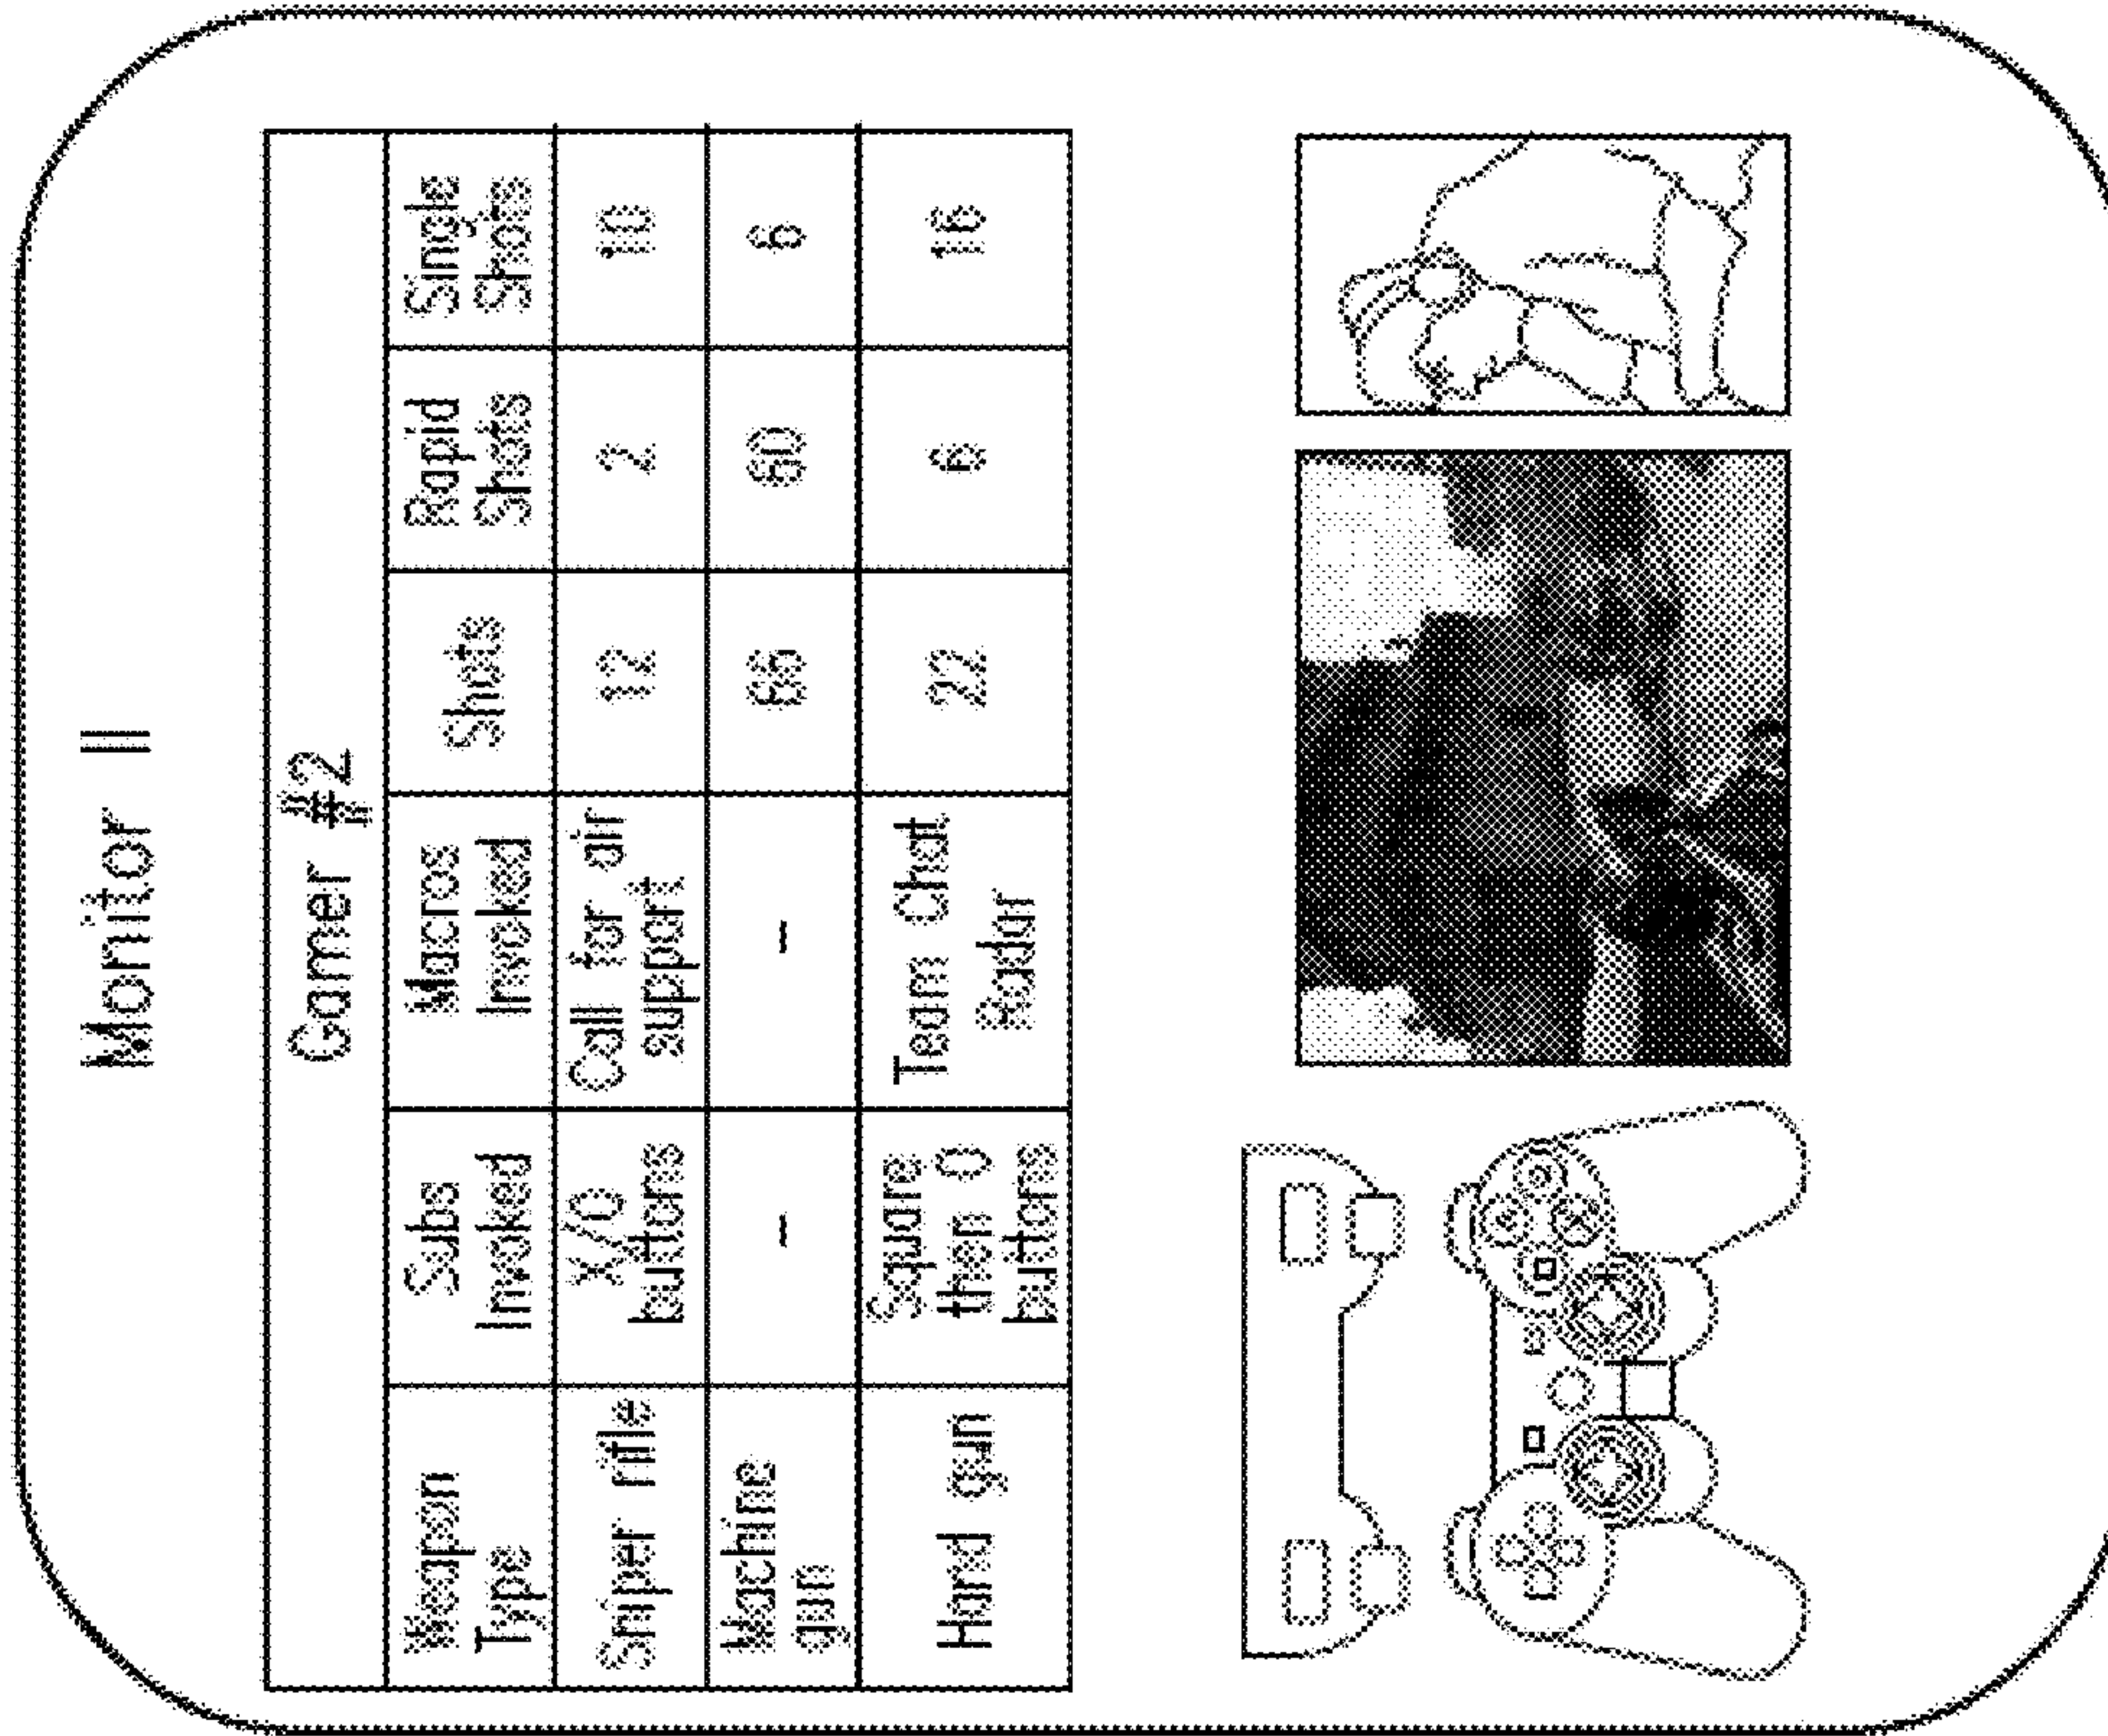 Monitor II
Gamer #2
Weapon Type	Subs Invoked	Macros Invoked	Shots	Rapid Shots	Single Shots
Sniper rifle	X/O buttons	Call for air support	12	2	10
Machine gun	-	-	66	60	6
Hand gun	Square then O buttons	Team Chat Radar	22	6	16